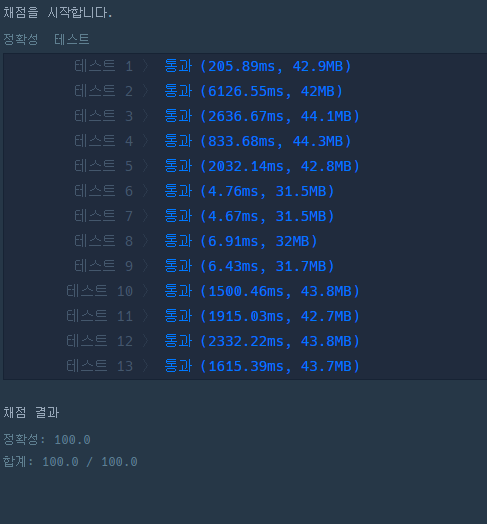 채점을 시작합니다.
정확성 테스트
테스트 1 〉 통과 (205.89ms, 42.9MB)
테스트 2 〉 통과 (6126.55ms, 42MB)
테스트 3 〉 통과 (2636.67ms, 44.1MB)
테스트 4 〉 통과 (833.68ms, 44.3MB)
테스트 5 〉 통과 (2032.14ms, 42.8MB)
테스트 6 〉 통과 (4.76ms, 31.5MB)
테스트 7 〉 통과 (4.67ms, 31.5MB)
테스트 8 〉 통과 (6.91ms, 32MB)
테스트 9 〉 통과 (6.43ms, 31.7MB)
테스트 10 〉 통과 (1500.46ms, 43.8MB)
테스트 11 〉 통과 (1915.03ms, 42.7MB)
테스트 12 〉 통과 (2332.22ms, 43.8MB)
테스트 13 〉 통과 (1615.39ms, 43.7MB)
채점 결과
정확성: 100.0
합계: 100.0 / 100.0